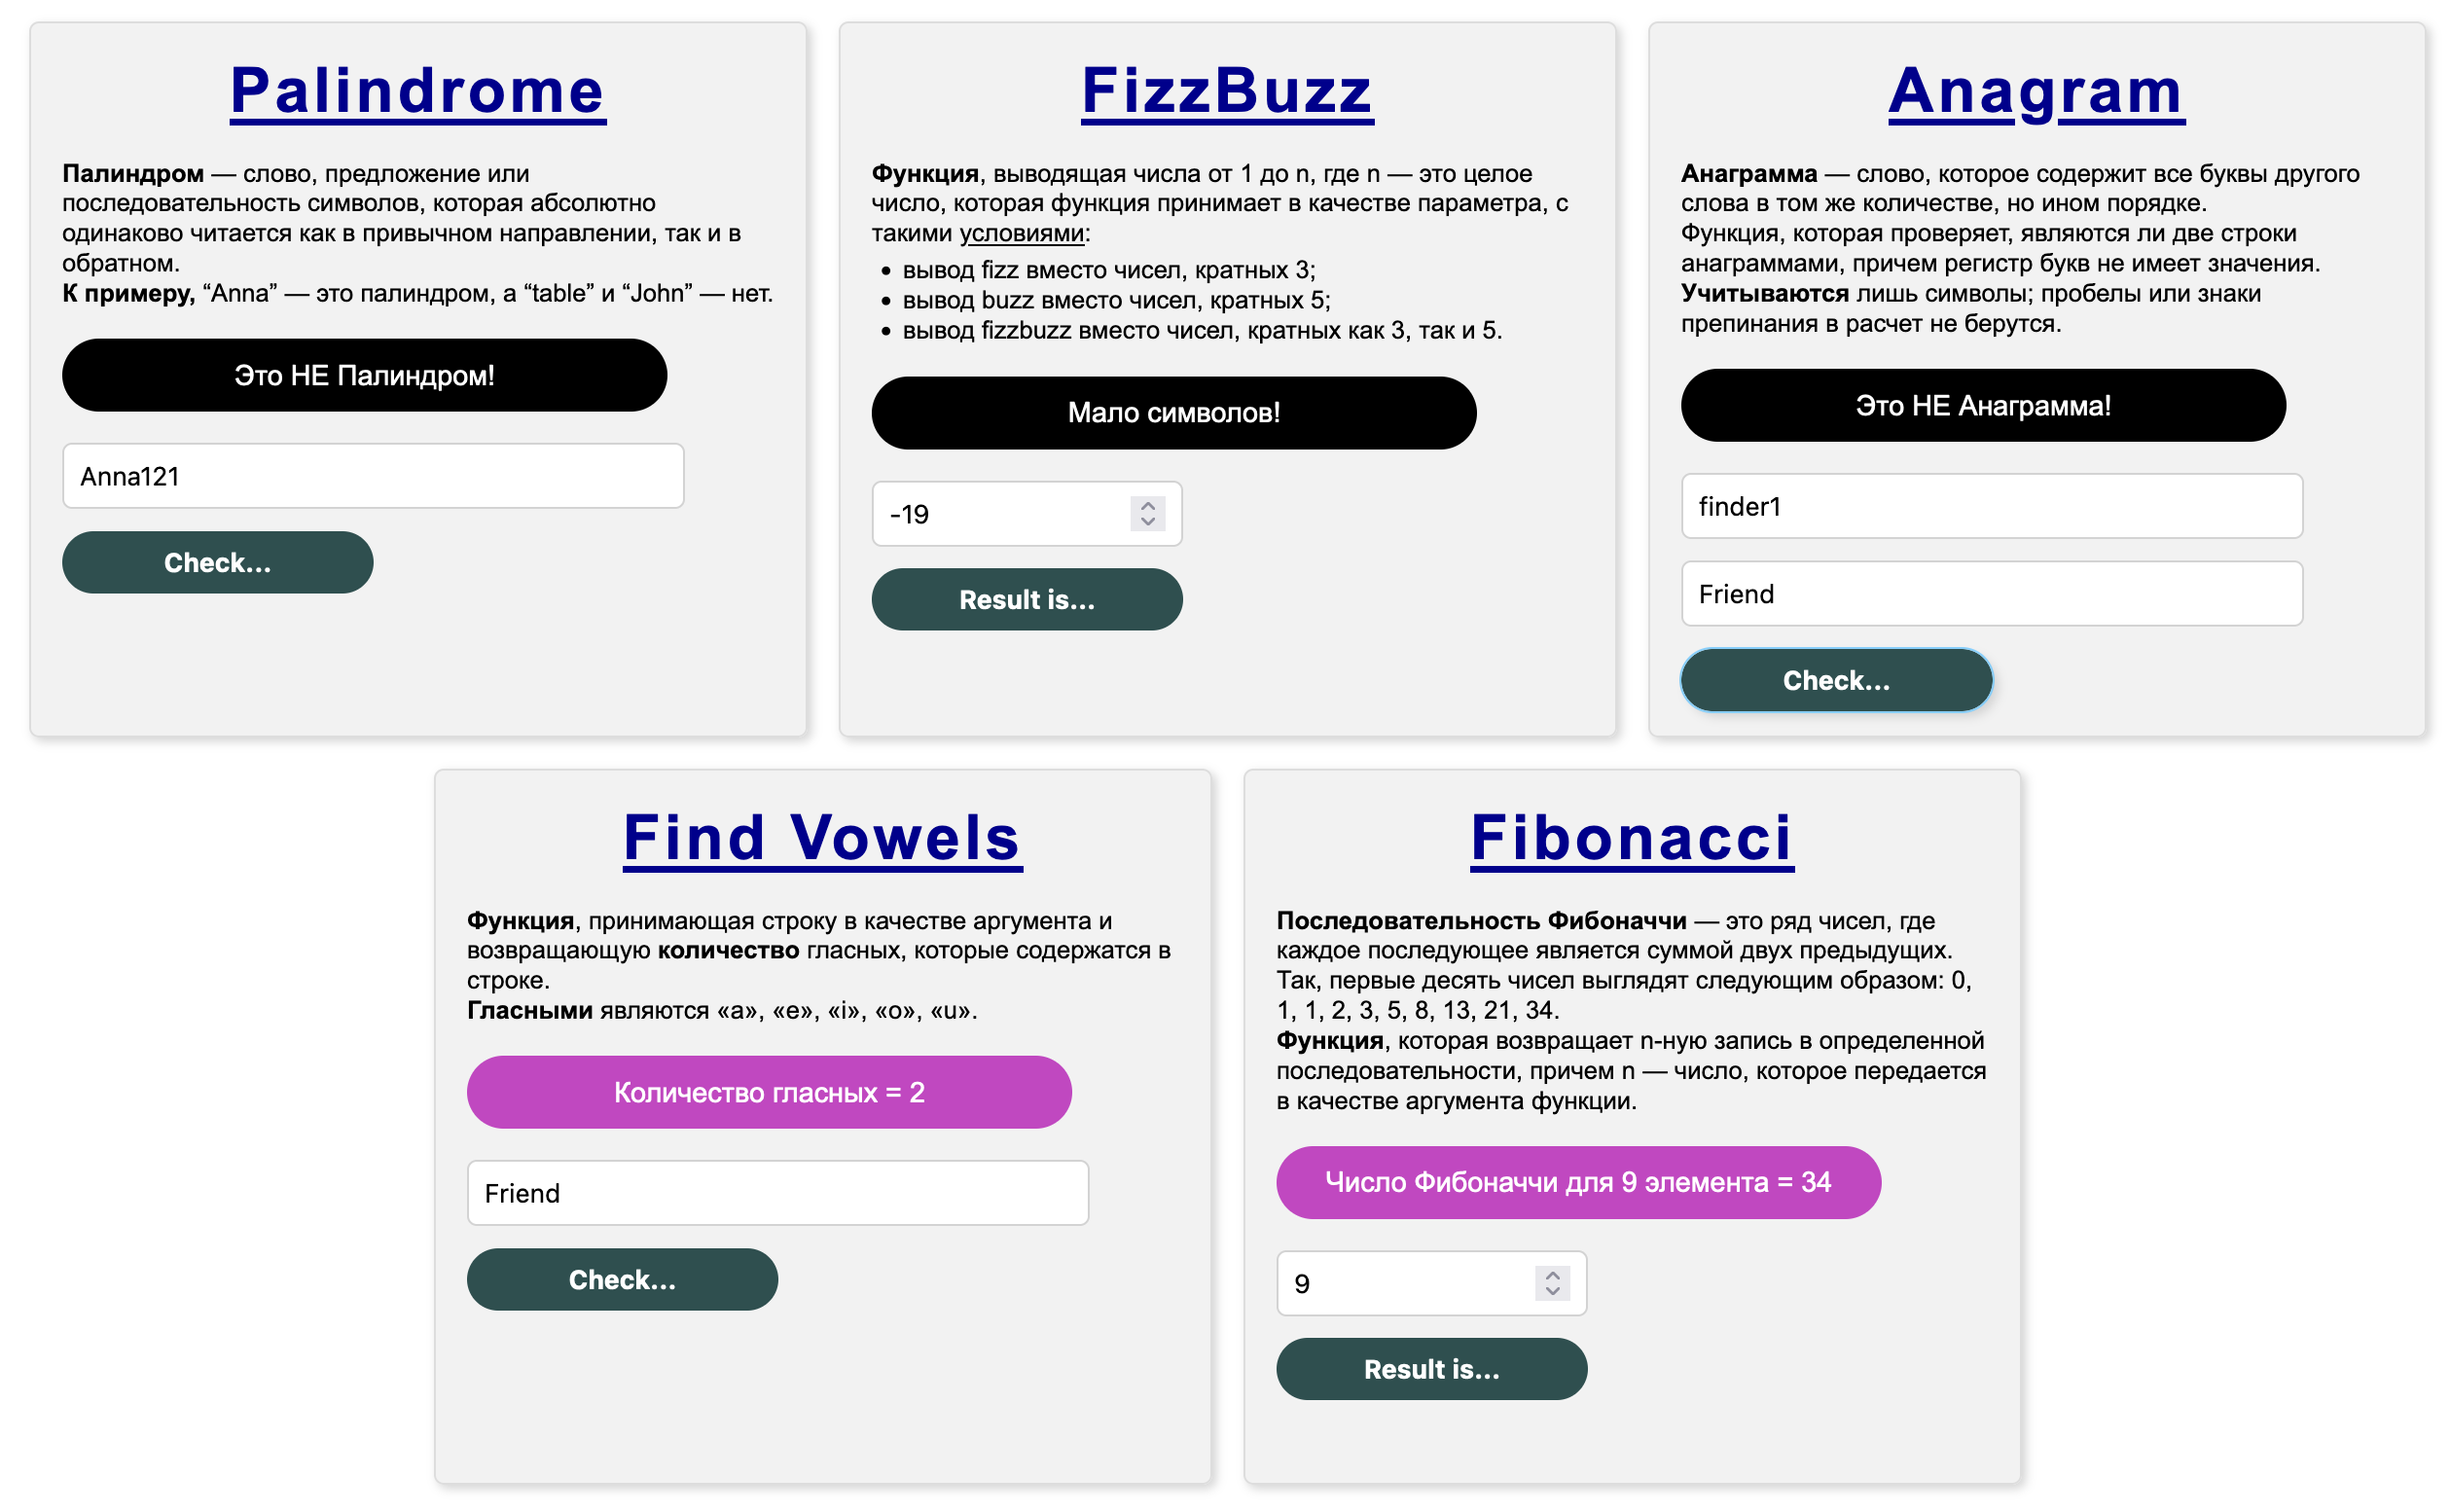 Palindrome
Палиндром — слово, предложение или
последовательность символов, которая абсолютно
одинаково читается как в привычном направлении, так и в
обратном.
К примеру, “Anna” — это палиндром, а “table” и “John” — нет.
Это НЕ Палиндром!
Anna121
Check...
FizzBuzz
Функция, выводящая числа от 1 до n, где n — это целое
число, которая функция принимает в качестве параметра, с
такими условиями:
• вывод fizz вместо чисел, кратных 3;
• вывод buzz вместо чисел, кратных 5;
• вывод fizzbuzz вместо чисел, кратных как 3, так и 5.
Мало символов!
-19
Result is...
Anagram
Анаграмма — слово, которое содержит все буквы другого
слова в том же количестве, но ином порядке.
Функция, которая проверяет, являются ли две строки
анаграммами, причем регистр букв не имеет значения.
Учитываются лишь символы; пробелы или знаки
препинания в расчет не берутся.
Это НЕ Анаграмма!
finder1
Friend
Check...
Find Vowels
Функция, принимающая строку в качестве аргумента и
возвращающую количество гласных, которые содержатся в
строке.
Гласными являются «a», «e», «i», «o», «u».
Количество гласных = 2
Friend
Check...
Fibonacci
Последовательность Фибоначчи — это ряд чисел, где
каждое последующее является суммой двух предыдущих.
Так, первые десять чисел выглядят следующим образом: 0,
1, 1, 2, 3, 5, 8, 13, 21, 34.
Функция, которая возвращает n-ную запись в определенной
последовательности, причем n — число, которое передается
в качестве аргумента функции.
Число Фибоначчи для 9 элемента = 34
9
Result is...